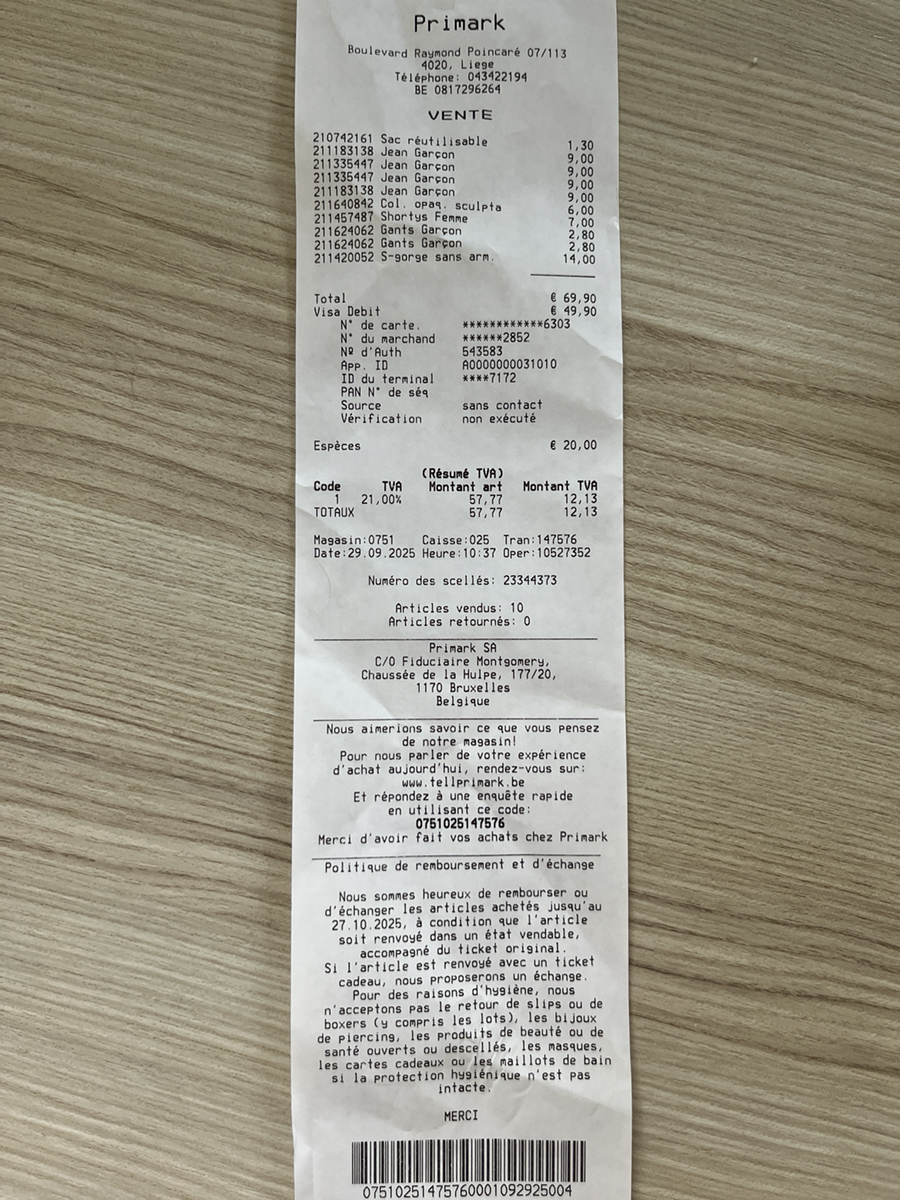 Primark
Boulevard Raymond Poincaré 07/113
4020, Liege
Téléphone: 043422194
BE 0817296264
VENTE
210742161 Sac réutilisable 1,30
211183138 Jean Garçon 9,00
211335447 Jean Garçon 9,00
211335447 Jean Garçon 9,00
211183138 Jean Garçon 9,00
211640842 Col. opaq. sculpta 6,00
211457487 Shortys Femme 7,00
211624062 Gants Garçon 2,80
211624062 Gants Garçon 2,80
211420052 S-gorge sans arm. 14,00
Total € 69,90
Visa Debit € 49,90
N° de carte. ************6303
N° du marchand ******2852
Nº d'Auth 543583
App. ID A0000000031010
ID du terminal ****7172
PAN N° de séq
Source sans contact
Vérification non exécuté
Espèces € 20,00
(Résumé TVA)
Code TVA Montant art Montant TVA
1 21,00% 57,77 12,13
TOTAUX 57,77 12,13
Magasin:0751 Caisse:025 Tran:147576
Date:29.09.2025 Heure:10:37 Oper:10527352
Numéro des scellés: 23344373
Articles vendus: 10
Articles retournés: 0
Primark SA
C/O Fiduciaire Montgomery,
Chaussée de la Hulpe, 177/20,
1170 Bruxelles
Belgique
Nous aimerions savoir ce que vous pensez
de notre magasin!
Pour nous parler de votre expérience
d'achat aujourd'hui, rendez-vous sur:
www.tellprimark.be
Et répondez à une enquête rapide
en utilisant ce code:
0751025147576
Merci d'avoir fait vos achats chez Primark
Politique de remboursement et d'échange
Nous sommes heureux de rembourser ou
d'échanger les articles achetés jusqu'au
27.10.2025, à condition que l'article
soit renvoyé dans un état vendable,
accompagné du ticket original.
Si l'article est renvoyé avec un ticket
cadeau, nous proposerons un échange.
Pour des raisons d'hygiène, nous
n'acceptons pas le retour de slips ou de
boxers (y compris les lots), les bijoux
de piercing, les produits de beauté ou de
santé ouverts ou descellés, les masques,
les cartes cadeaux ou les maillots de bain
si la protection hygiénique n'est pas
intacte.
MERCI
07510251475760001092925004